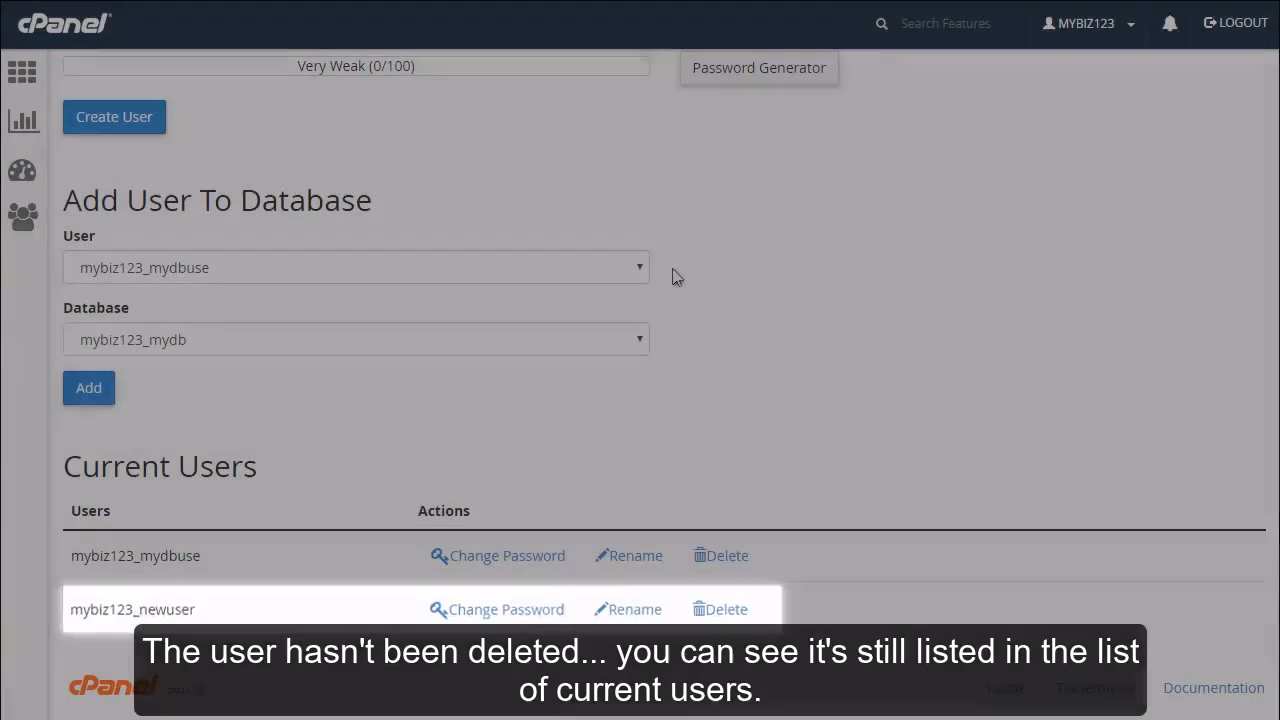 cPanel Search Features MYBIZ123 LOGOUT
Very Weak (0/100) Password Generator
Create User
Add User To Database
User
mybiz123_mydbuse
Database
mybiz123_mydb
Add
Current Users
Users Actions
mybiz123_mydbuse Change Password Rename Delete
mybiz123_newuser Change Password Rename Delete
The user hasn't been deleted... you can see it's still listed in the list
of current users.
cPanel Documentation